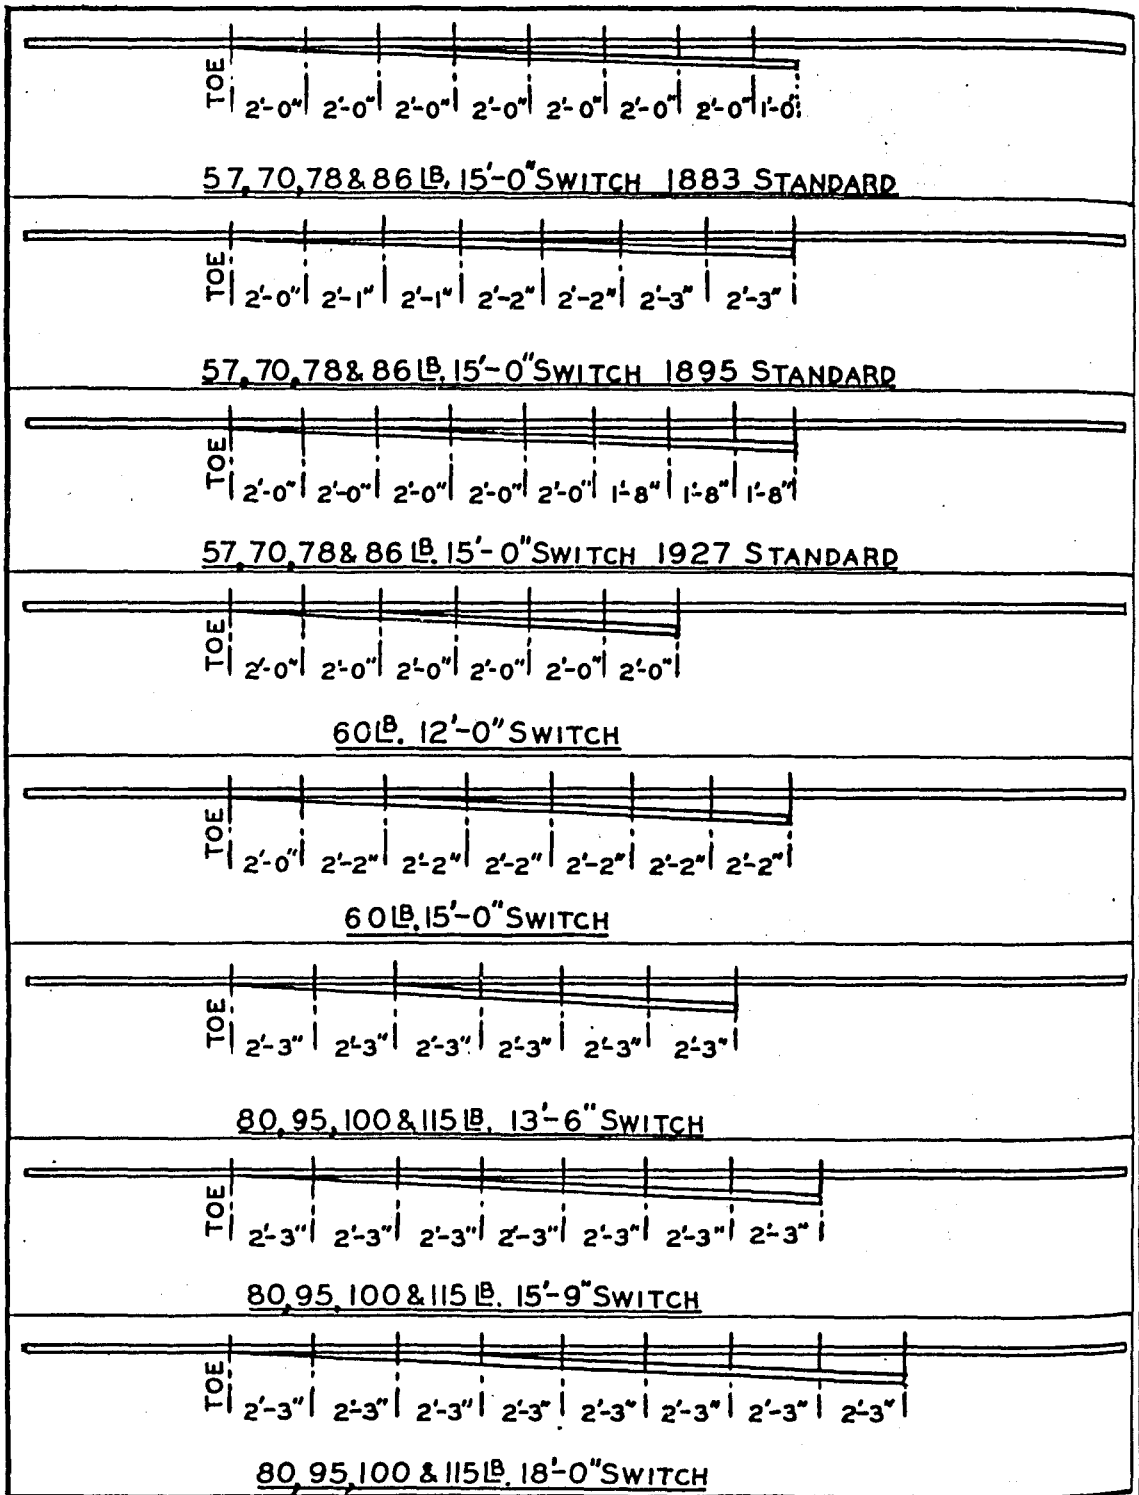 TOE 2'-0" 2'-0" 2'-0" 2'-0" 2'-0" 2'-0" 2'-0" 1'-0"
57, 70, 78 & 86 LB. 15'-0" SWITCH 1883 STANDARD
TOE 2'-0" 2'-1" 2'-1" 2'-2" 2'-2" 2'-3" 2'-3"
57, 70, 78 & 86 LB. 15'-0" SWITCH 1895 STANDARD
TOE 2'-0" 2'-0" 2'-0" 2'-0" 2'-0" 1'-8" 1'-8" 1'-8"
57, 70, 78 & 86 LB. 15'-0" SWITCH 1927 STANDARD
TOE 2'-0" 2'-0" 2'-0" 2'-0" 2'-0" 2'-0"
60 LB. 12'-0" SWITCH
TOE 2'-0" 2'-2" 2'-2" 2'-2" 2'-2" 2'-2" 2'-2"
60 LB. 15'-0" SWITCH
TOE 2'-3" 2'-3" 2'-3" 2'-3" 2'-3" 2'-3"
80, 95, 100 & 115 LB. 13'-6" SWITCH
TOE 2'-3" 2'-3" 2'-3" 2'-3" 2'-3" 2'-3" 2'-3"
80, 95, 100 & 115 LB. 15'-9" SWITCH
TOE 2'-3" 2'-3" 2'-3" 2'-3" 2'-3" 2'-3" 2'-3" 2'-3"
80, 95, 100 & 115 LB. 18'-0" SWITCH